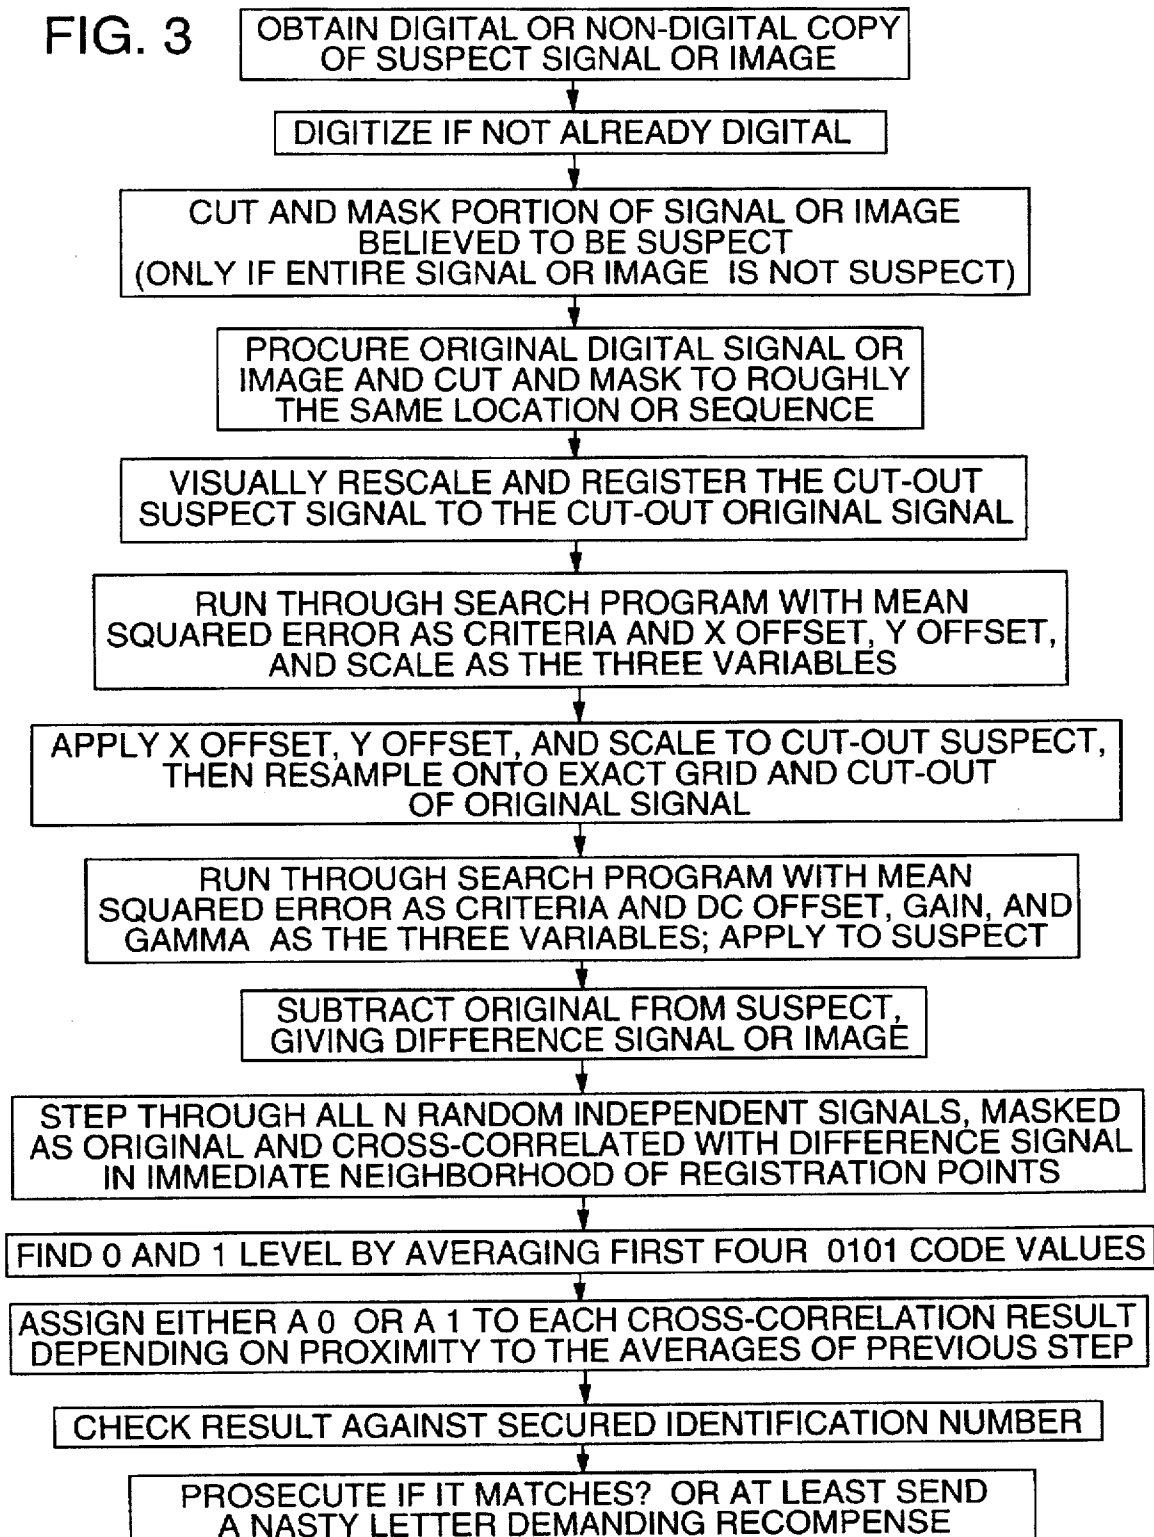 FIG. 3
OBTAIN DIGITAL OR NON-DIGITAL COPY
OF SUSPECT SIGNAL OR IMAGE
DIGITIZE IF NOT ALREADY DIGITAL
CUT AND MASK PORTION OF SIGNAL OR IMAGE
BELIEVED TO BE SUSPECT
(ONLY IF ENTIRE SIGNAL OR IMAGE IS NOT SUSPECT)
PROCURE ORIGINAL DIGITAL SIGNAL OR
IMAGE AND CUT AND MASK TO ROUGHLY
THE SAME LOCATION OR SEQUENCE
VISUALLY RESCALE AND REGISTER THE CUT-OUT
SUSPECT SIGNAL TO THE CUT-OUT ORIGINAL SIGNAL
RUN THROUGH SEARCH PROGRAM WITH MEAN
SQUARED ERROR AS CRITERIA AND X OFFSET, Y OFFSET,
AND SCALE AS THE THREE VARIABLES
APPLY X OFFSET, Y OFFSET, AND SCALE TO CUT-OUT SUSPECT,
THEN RESAMPLE ONTO EXACT GRID AND CUT-OUT
OF ORIGINAL SIGNAL
RUN THROUGH SEARCH PROGRAM WITH MEAN
SQUARED ERROR AS CRITERIA AND DC OFFSET, GAIN, AND
GAMMA AS THE THREE VARIABLES; APPLY TO SUSPECT
SUBTRACT ORIGINAL FROM SUSPECT,
GIVING DIFFERENCE SIGNAL OR IMAGE
STEP THROUGH ALL N RANDOM INDEPENDENT SIGNALS, MASKED
AS ORIGINAL AND CROSS-CORRELATED WITH DIFFERENCE SIGNAL
IN IMMEDIATE NEIGHBORHOOD OF REGISTRATION POINTS
FIND 0 AND 1 LEVEL BY AVERAGING FIRST FOUR 0101 CODE VALUES
ASSIGN EITHER A 0 OR A 1 TO EACH CROSS-CORRELATION RESULT
DEPENDING ON PROXIMITY TO THE AVERAGES OF PREVIOUS STEP
CHECK RESULT AGAINST SECURED IDENTIFICATION NUMBER
PROSECUTE IF IT MATCHES? OR AT LEAST SEND
A NASTY LETTER DEMANDING RECOMPENSE